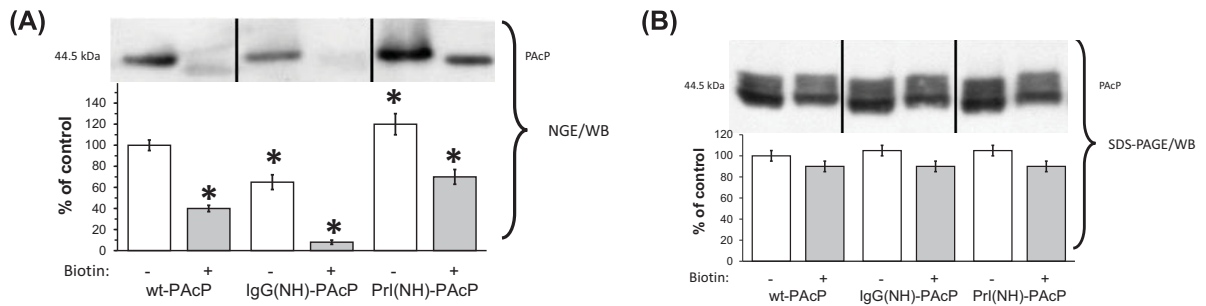 (A)
44.5 kDa
PAcP
140
120
100
80
60
40
20
0
% of control
* * * * *
NGE/WB
Biotin: - + - + - +
wt-PAcP IgG(NH)-PAcP Prl(NH)-PAcP
(B)
44.5 kDa
PAcP
120
100
80
60
40
20
0
% of control
SDS-PAGE/WB
Biotin: - + - + - +
wt-PAcP IgG(NH)-PAcP Prl(NH)-PAcP